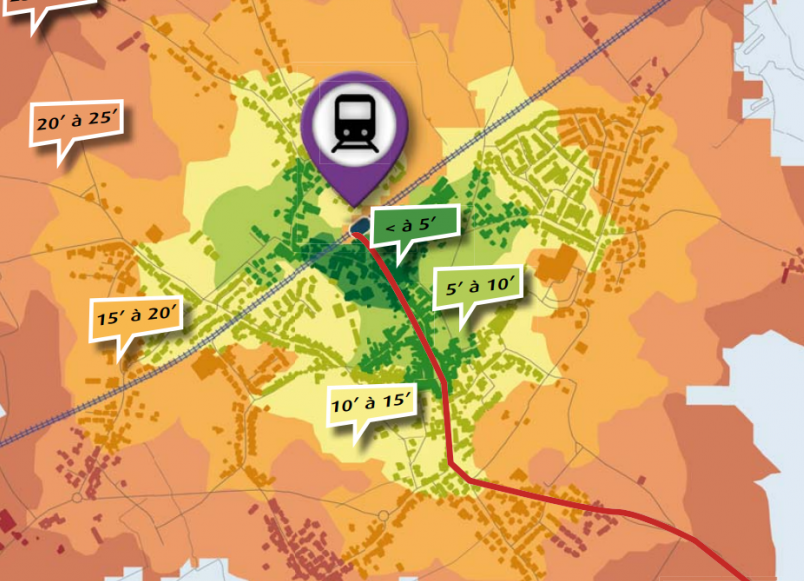 20′ à 25′
< à 5′
5′ à 10′
15′ à 20′
10′ à 15′